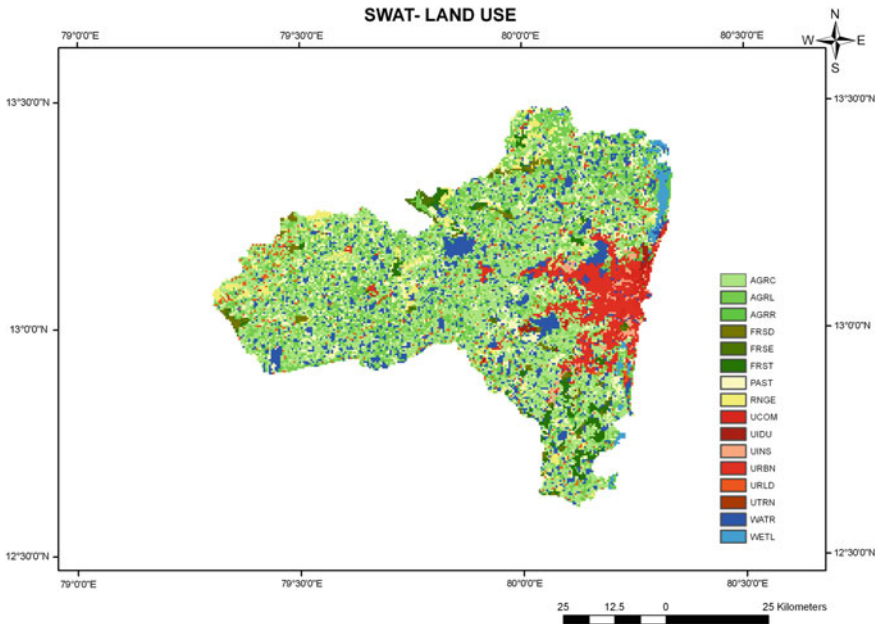 SWAT- LAND USE
N
W E
S
79°0'0"E 79°30'0"E 80°0'0"E 80°30'0"E
13°30'0"N 13°30'0"N
13°0'0"N 13°0'0"N
12°30'0"N 12°30'0"N
AGRC
AGRL
AGRR
FRSD
FRSE
FRST
PAST
RNGE
UCOM
UIDU
UINS
URBN
URLD
UTRN
WATR
WETL
79°0'0"E 79°30'0"E 80°0'0"E 80°30'0"E
25 12.5 0 25 Kilometers